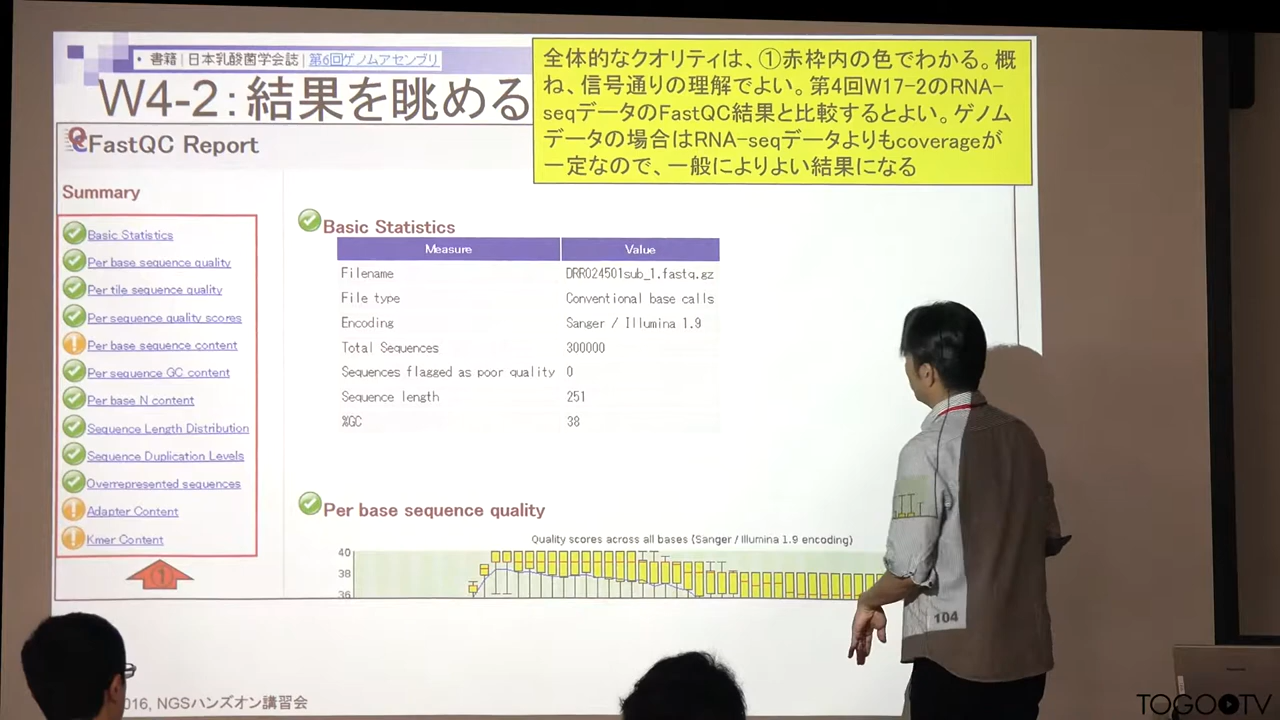 ・書籍 | 日本乳酸菌学会誌 | 第6回ゲノムアセンブリ
W4-2：結果を眺める
全体的なクオリティは、①赤枠内の色でわかる。概
ね、信号通りの理解でよい。第4回W17-2のRNA-
seqデータのFastQC結果と比較するとよい。ゲノム
データの場合はRNA-seqデータよりもcoverageが
一定なので、一般によりよい結果になる
FastQC Report
Summary
Basic Statistics
Per base sequence quality
Per tile sequence quality
Per sequence quality scores
Per base sequence content
Per sequence GC content
Per base N content
Sequence Length Distribution
Sequence Duplication Levels
Overrepresented sequences
Adapter Content
Kmer Content
①
Basic Statistics
Measure Value
Filename DRR024501sub_1.fastq.gz
File type Conventional base calls
Encoding Sanger / Illumina 1.9
Total Sequences 300000
Sequences flagged as poor quality 0
Sequence length 251
%GC 38
Per base sequence quality
Quality scores across all bases (Sanger / Illumina 1.9 encoding)
40
38
36
104
016, NGSハンズオン講習会
TOGOTV